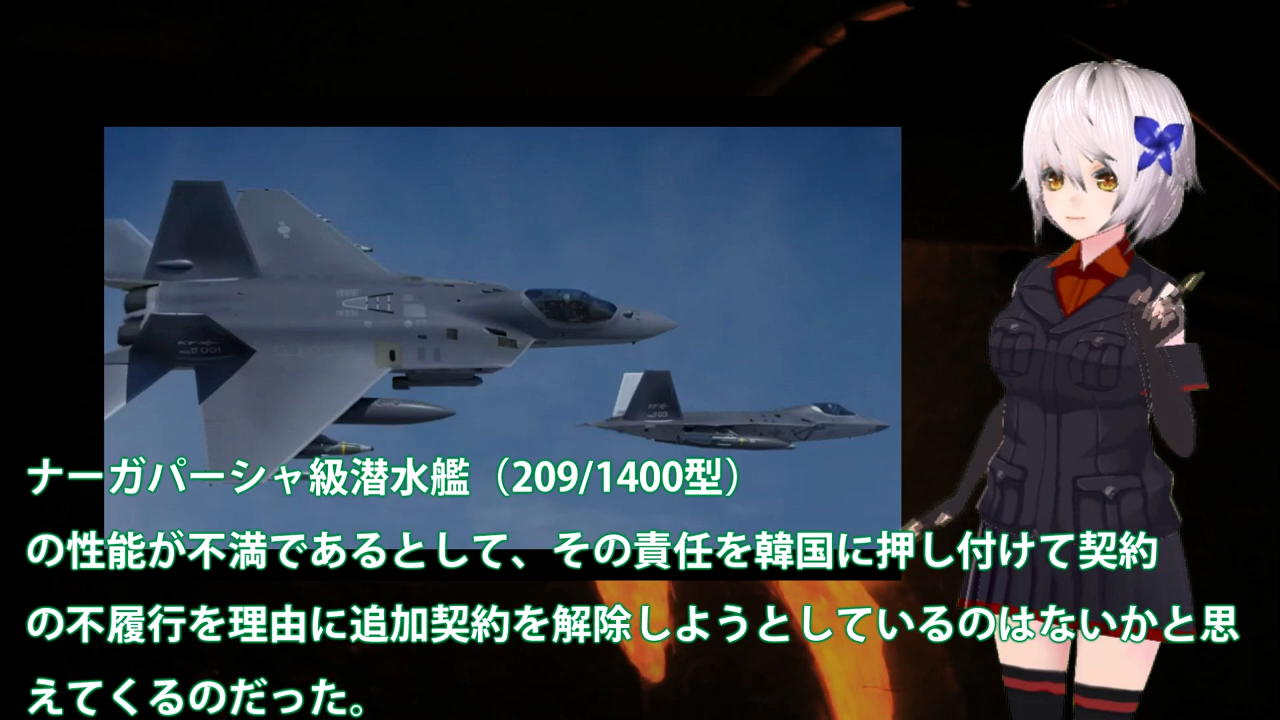 KF-X
001
ナーガパーシャ級潜水艦（209/1400型）
の性能が不満であるとして、その責任を韓国に押し付けて契約
の不履行を理由に追加契約を解除しようとしているのはないかと思
えてくるのだった。